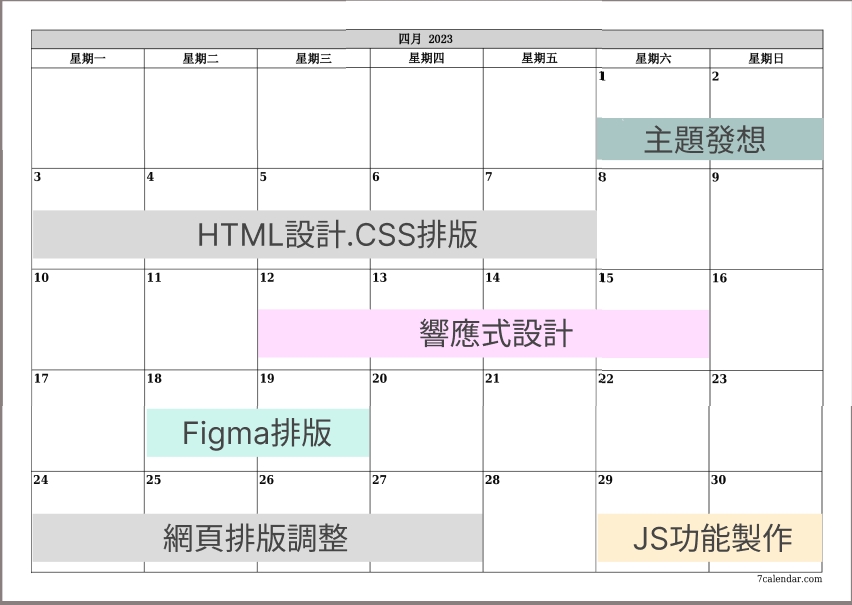 四月 2023
星期一 星期二 星期三 星期四 星期五 星期六 星期日
1 2
主題發想
3 4 5 6 7 8 9
HTML設計.CSS排版
10 11 12 13 14 15 16
響應式設計
17 18 19 20 21 22 23
Figma排版
24 25 26 27 28 29 30
網頁排版調整 JS功能製作
7calendar.com